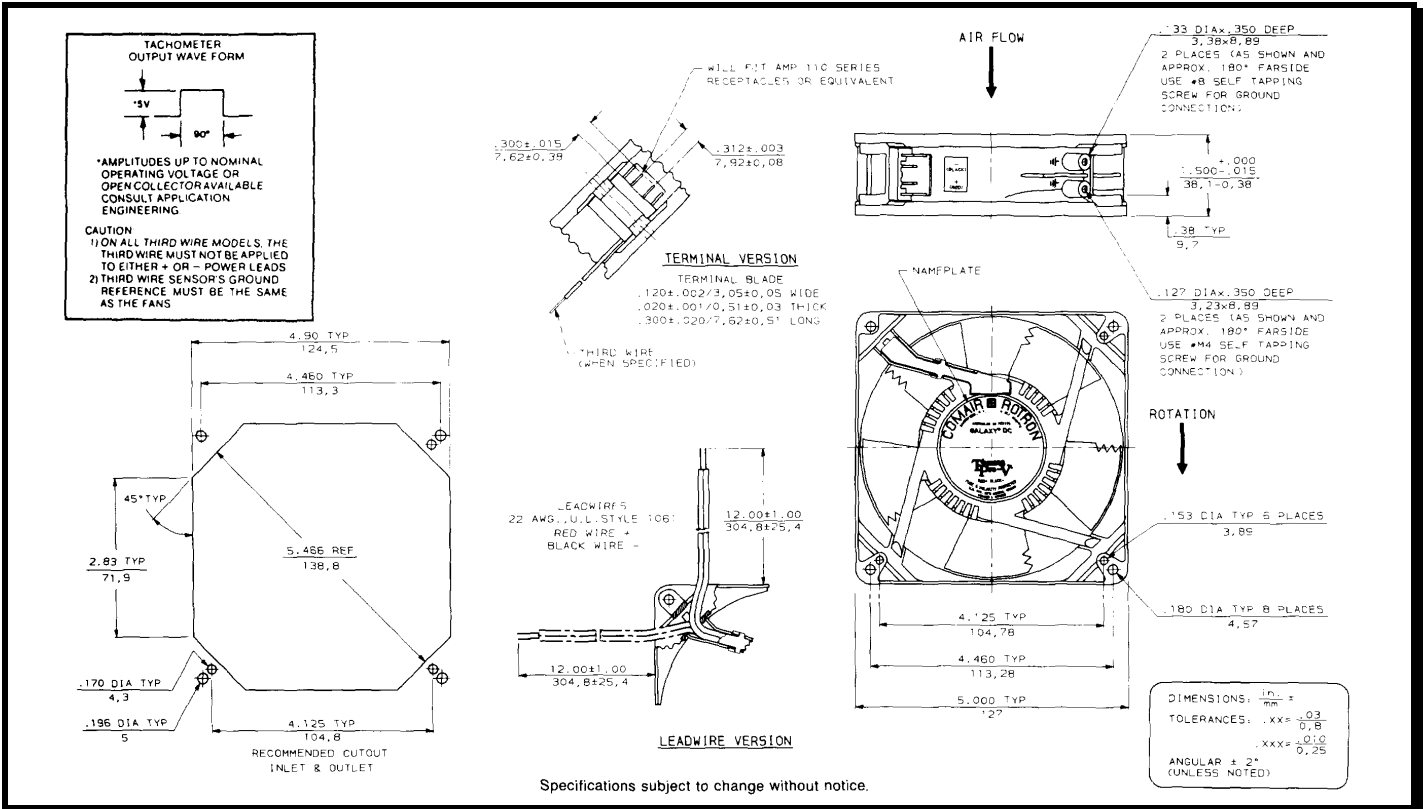 TACHOMETER
OUTPUT WAVE FORM
*5V
90°
*AMPLITUDES UP TO NOMINAL
OPERATING VOLTAGE OR
OPEN COLLECTOR AVAILABLE
CONSULT APPLICATION
ENGINEERING
CAUTION
1) ON ALL THIRD WIRE MODELS, THE
THIRD WIRE MUST NOT BE APPLIED
TO EITHER + OR - POWER LEADS
2) THIRD WIRE SENSOR'S GROUND
REFERENCE MUST BE THE SAME
AS THE FANS
WILL FIT AMP 110 SERIES
RECEPTACLES OR EQUIVALENT
.300±.015
7,62±0,38
.312±.003
7,92±0,08
TERMINAL VERSION
TERMINAL BLADE
.120±.002/3,05±0,05 WIDE
.020±.001/0,51±0,03 THICK
.300±.020/7,62±0,51 LONG
THIRD WIRE
(WHEN SPECIFIED)
AIR FLOW
.133 DIAx.350 DEEP
3,38x8,89
2 PLACES (AS SHOWN AND
APPROX. 180° FARSIDE
USE #8 SELF TAPPING
SCREW FOR GROUND
CONNECTION)
-
(BLACK)
+
(RED)
+.000
1.500-.015
38,1-0,38
.38 TYP
9,7
.127 DIAx.350 DEEP
3,23x8,89
2 PLACES (AS SHOWN AND
APPROX. 180° FARSIDE
USE #M4 SELF TAPPING
SCREW FOR GROUND
CONNECTION)
NAMEPLATE
COMAIR ROTRON
GALAXY® DC
ROTATION
.153 DIA TYP 6 PLACES
3,89
.180 DIA TYP 8 PLACES
4,57
4.125 TYP
104,78
4.460 TYP
113,28
5.000 TYP
127
4.90 TYP
124,5
4.460 TYP
113,3
45° TYP
2.83 TYP
71,9
5.466 REF
138,8
.170 DIA TYP
4,3
.196 DIA TYP
5
4.125 TYP
104,8
RECOMMENDED CUTOUT
INLET & OUTLET
LEADWIRES
22 AWG.,U.L.STYLE 1061
RED WIRE +
BLACK WIRE -
12.00±1.00
304,8±25,4
12.00±1.00
304,8±25,4
LEADWIRE VERSION
DIMENSIONS: in. =
mm
TOLERANCES: .XX= .03
0,8
.XXX= .010
0,25
ANGULAR ± 2°
(UNLESS NOTED)
Specifications subject to change without notice.